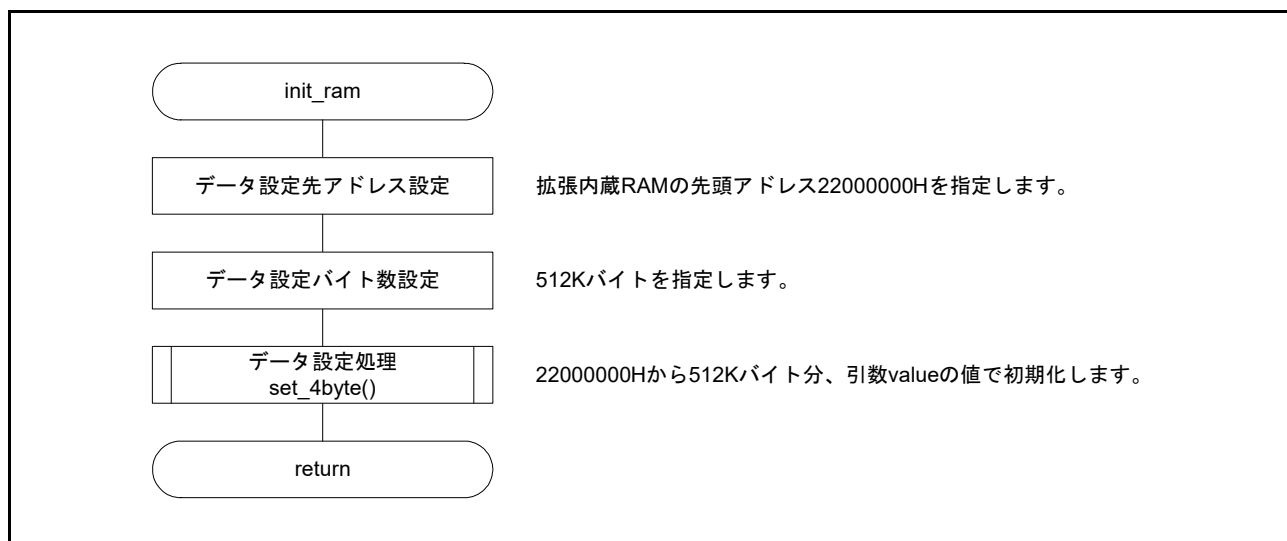 init_ram
データ設定先アドレス設定
拡張内蔵RAMの先頭アドレス22000000Hを指定します。
データ設定バイト数設定
512Kバイトを指定します。
データ設定処理
set_4byte()
22000000Hから512Kバイト分、引数valueの値で初期化します。
return